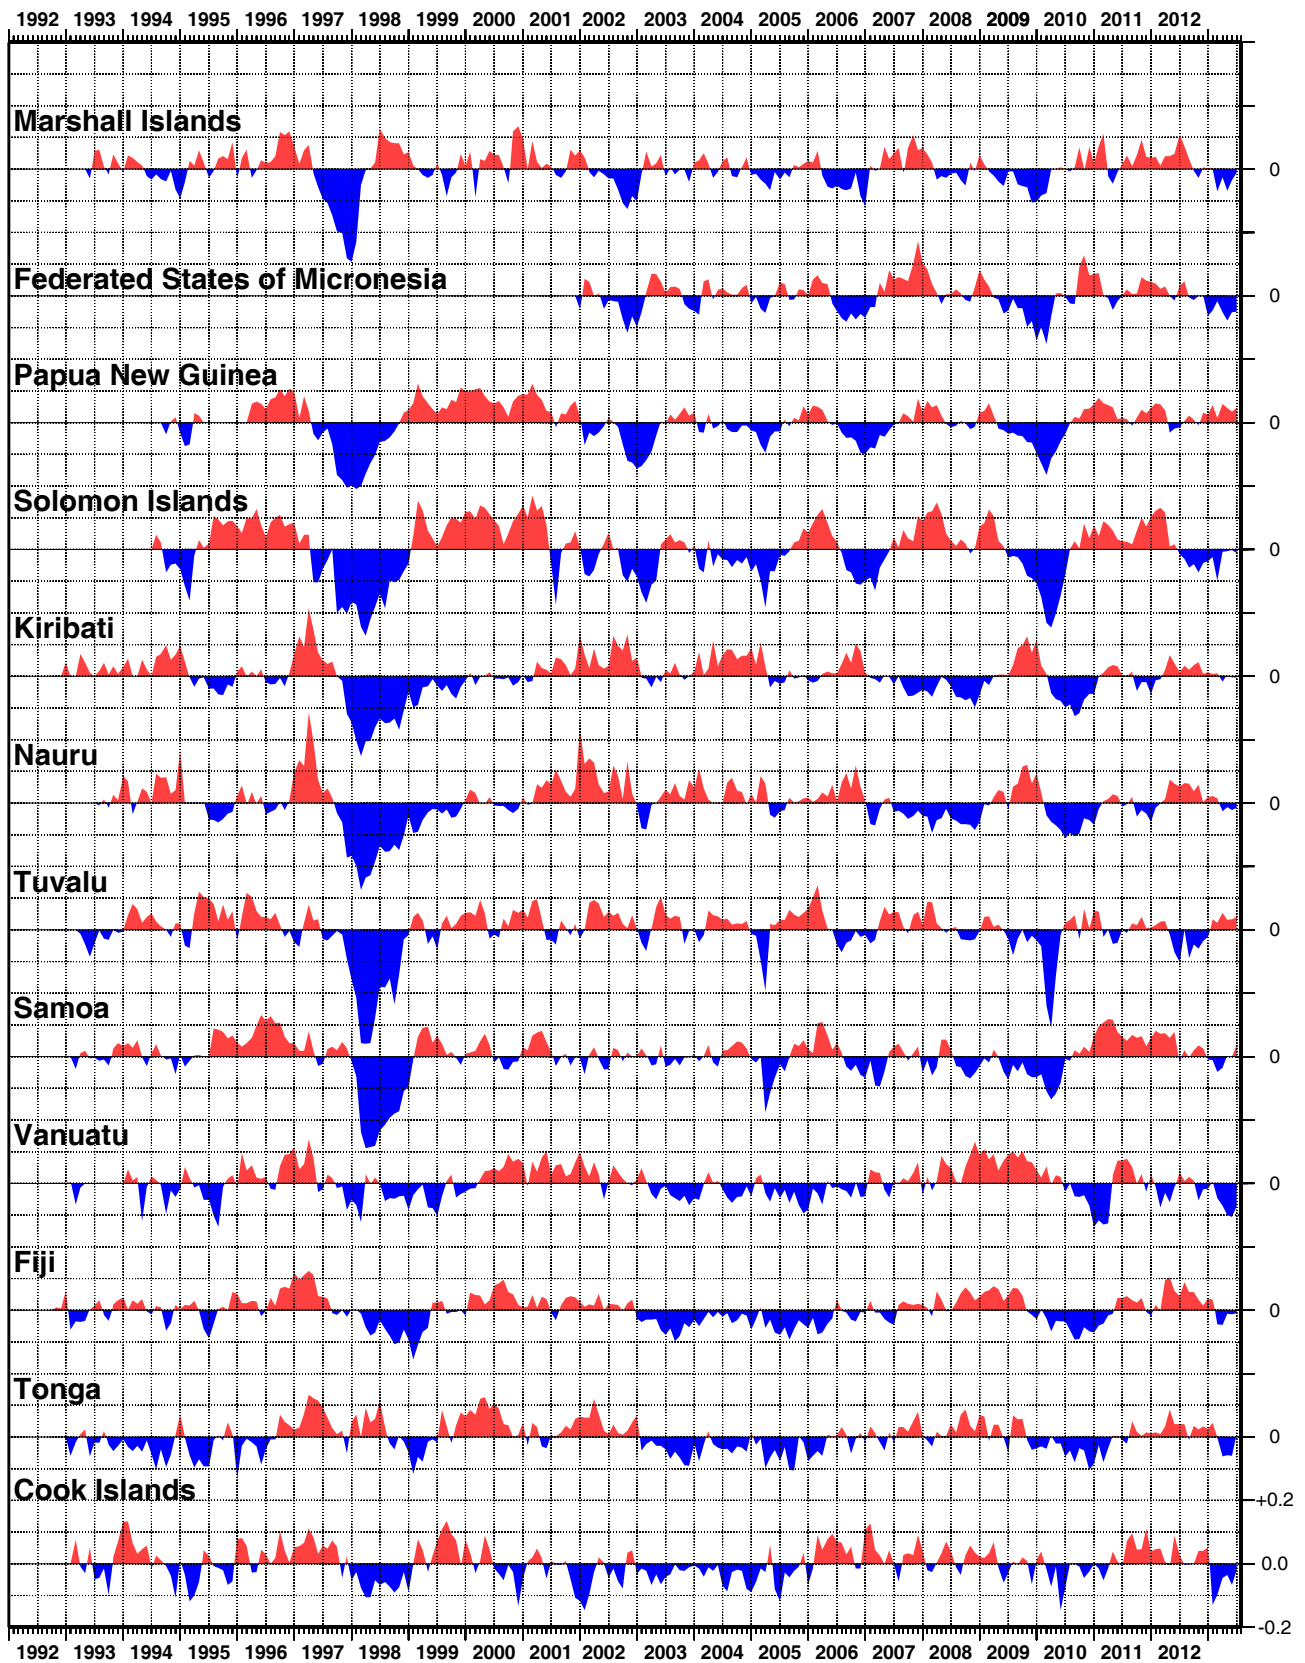 1992 1993 1994 1995 1996 1997 1998 1999 2000 2001 2002 2003 2004 2005 2006 2007 2008 2009 2010 2011 2012
Marshall Islands
0
Federated States of Micronesia
0
Papua New Guinea
0
Solomon Islands
0
Kiribati
0
Nauru
0
Tuvalu
0
Samoa
0
Vanuatu
0
Fiji
0
Tonga
0
Cook Islands
+0.2
0.0
-0.2
1992 1993 1994 1995 1996 1997 1998 1999 2000 2001 2002 2003 2004 2005 2006 2007 2008 2009 2010 2011 2012